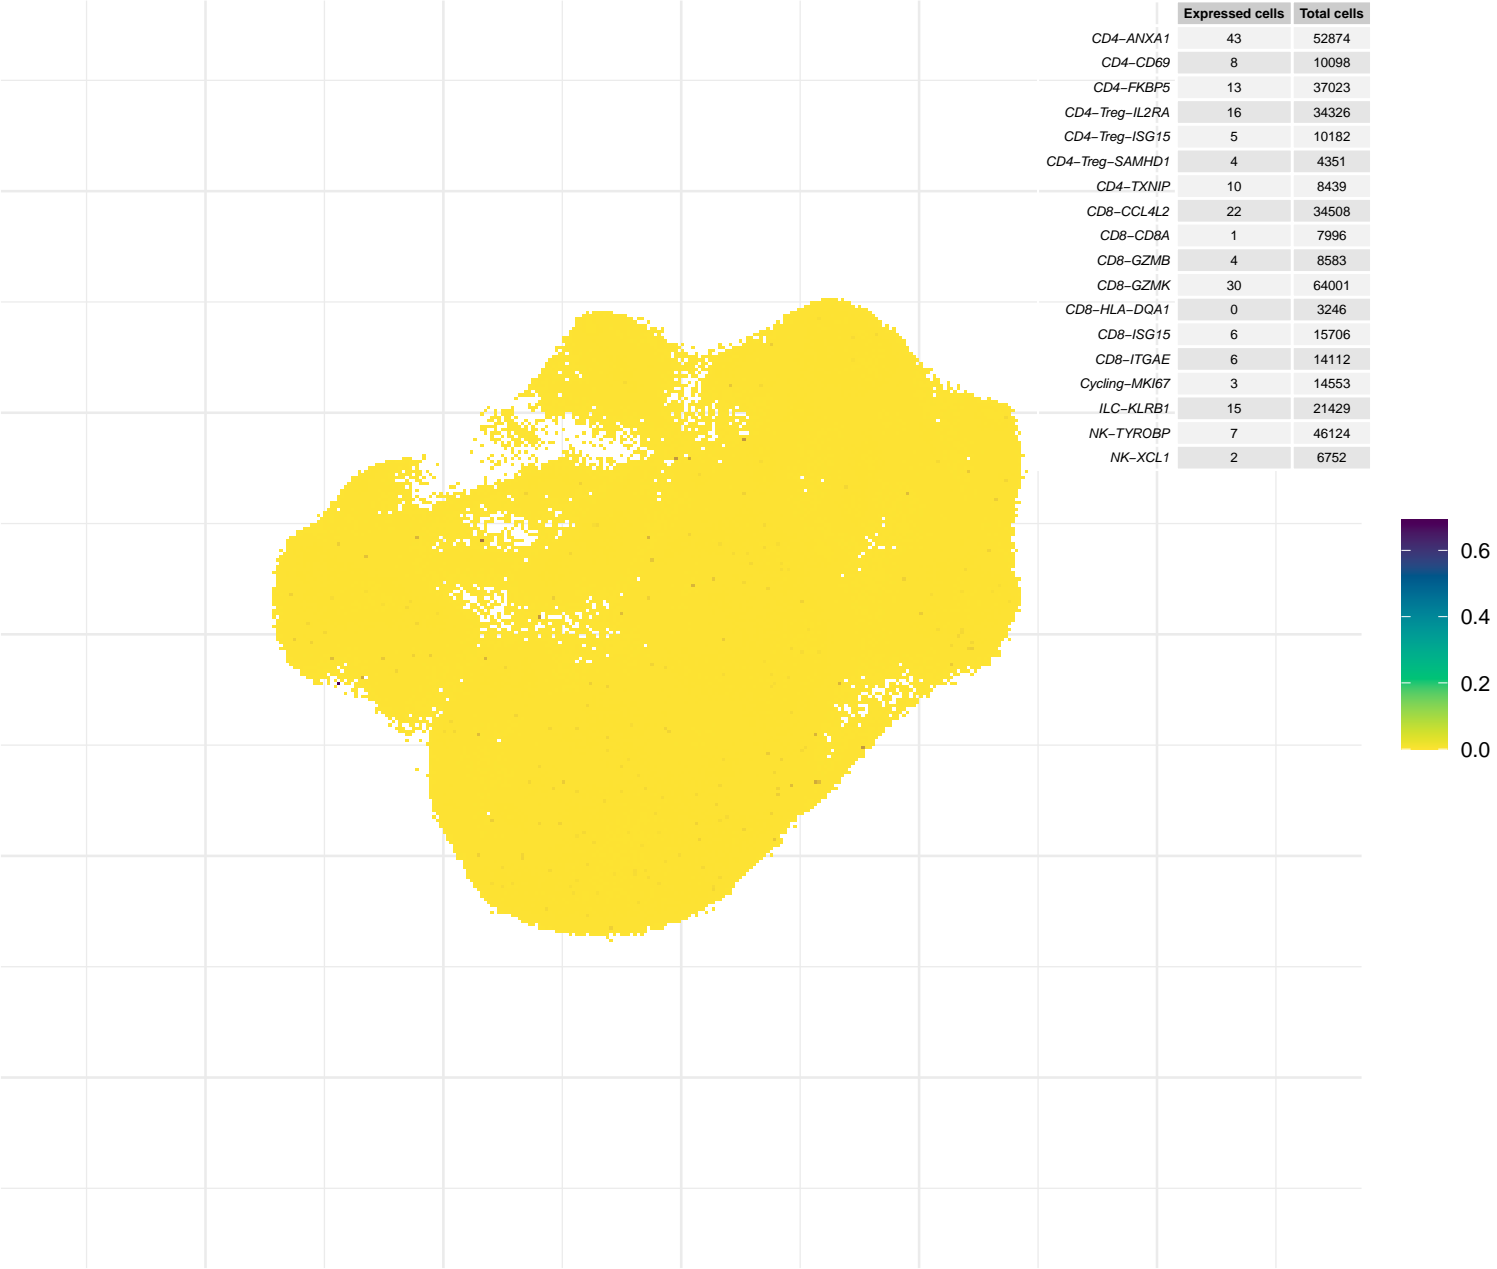 Expressed cells Total cells
CD4−ANXA1 43 52874
CD4−CD69 8 10098
CD4−FKBP5 13 37023
CD4−Treg−IL2RA 16 34326
CD4−Treg−ISG15 5 10182
CD4−Treg−SAMHD1 4 4351
CD4−TXNIP 10 8439
CD8−CCL4L2 22 34508
CD8−CD8A 1 7996
CD8−GZMB 4 8583
CD8−GZMK 30 64001
CD8−HLA−DQA1 0 3246
CD8−ISG15 6 15706
CD8−ITGAE 6 14112
Cycling−MKI67 3 14553
ILC−KLRB1 15 21429
NK−TYROBP 7 46124
NK−XCL1 2 6752
0.6
0.4
0.2
0.0